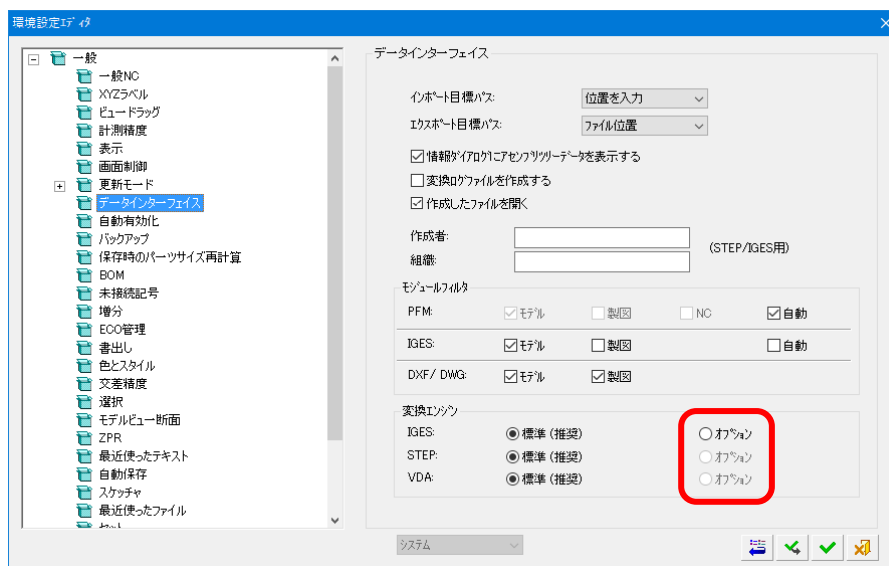 環境設定ｴﾃﾞｨﾀ
一般
一般NC
XYZﾗﾍﾞﾙ
ﾋﾞｭｰﾄﾞﾗｯｸﾞ
計測精度
表示
画面制御
更新ﾓｰﾄﾞ
ﾃﾞｰﾀｲﾝﾀｰﾌｪｲｽ
自動有効化
ﾊﾞｯｸｱｯﾌﾟ
保存時のﾊﾟｰﾂｻｲｽﾞ再計算
BOM
未接続記号
増分
ECO管理
書出し
色とｽﾀｲﾙ
交差精度
選択
ﾓﾃﾞﾙﾋﾞｭｰ断面
ZPR
最近使ったﾃｷｽﾄ
自動保存
ｽｹｯﾁｬ
最近使ったﾌｧｲﾙ
データインターフェイス
ｲﾝﾎﾟｰﾄ目標ﾊﾟｽ: 位置を入力
ｴｸｽﾎﾟｰﾄ目標ﾊﾟｽ: ﾌｧｲﾙ位置
情報ﾀﾞｲｱﾛｸﾞにｱｾﾝﾌﾞﾘﾂﾘｰﾃﾞｰﾀを表示する
変換ﾛｸﾞﾌｧｲﾙを作成する
作成したﾌｧｲﾙを開く
作成者:
組織:
(STEP/IGES用)
ﾓｼﾞｭｰﾙﾌｨﾙﾀ
PFM: ﾓﾃﾞﾙ 製図 NC 自動
IGES: ﾓﾃﾞﾙ 製図 自動
DXF/ DWG: ﾓﾃﾞﾙ 製図
変換ｴﾝｼﾞﾝ
IGES: 標準 (推奨) ｵﾌﾟｼｮﾝ
STEP: 標準 (推奨) ｵﾌﾟｼｮﾝ
VDA: 標準 (推奨) ｵﾌﾟｼｮﾝ
ｼｽﾃﾑ